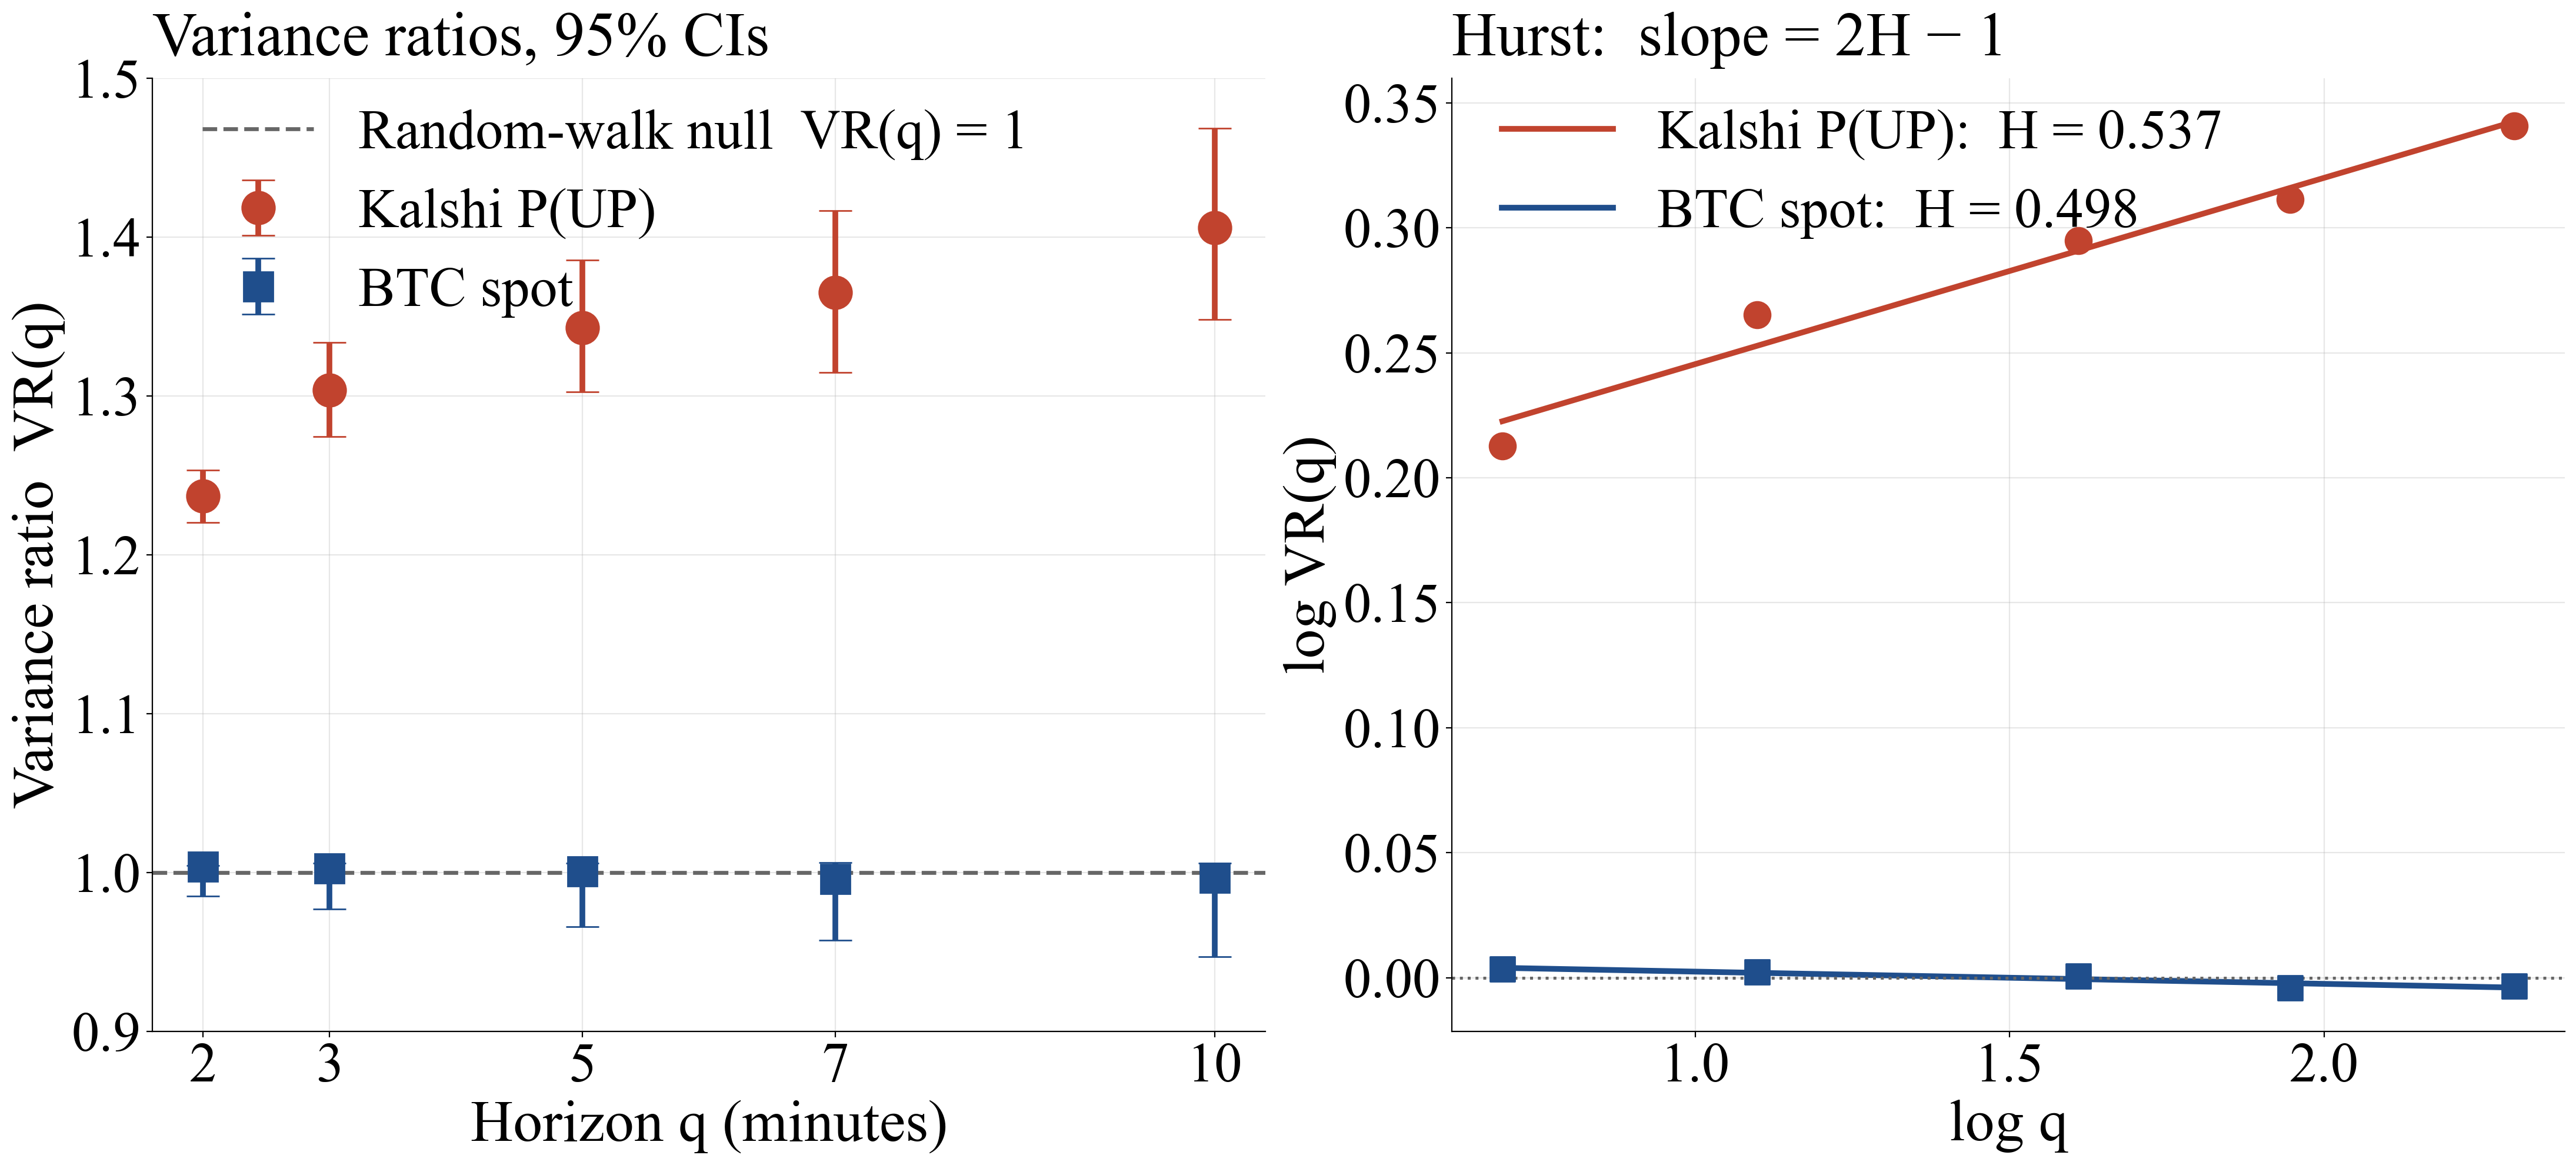 Variance ratios, 95% CIs
1.5
1.4
1.3
1.2
1.1
1.0
0.9
Variance ratio VR(q)
Random-walk null VR(q) = 1
Kalshi P(UP)
BTC spot
2 3 5 7 10
Horizon q (minutes)
Hurst: slope = 2H − 1
0.35
0.30
0.25
0.20
0.15
0.10
0.05
0.00
log VR(q)
Kalshi P(UP): H = 0.537
BTC spot: H = 0.498
1.0 1.5 2.0
log q